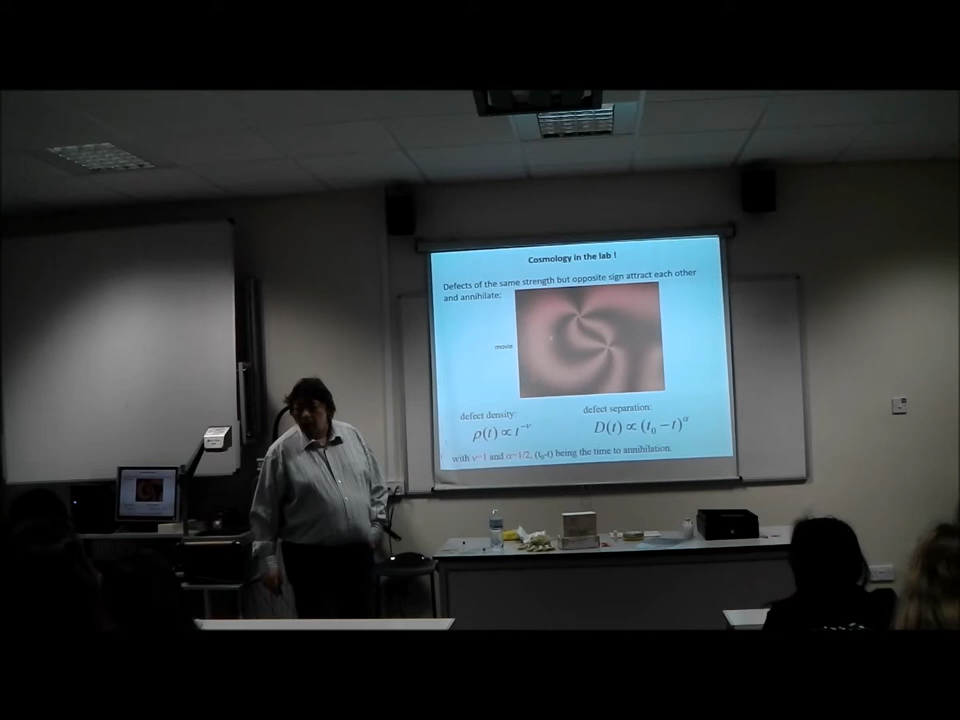 Cosmology in the lab !
Defects of the same strength but opposite sign attract each other
and annihilate:
movie
defect density:
defect separation:
ρ(t) ∝ t^{-ν}
D(t) ∝ (t₀ − t)^α
with ν=1 and α=1/2, (t₀-t) being the time to annihilation.